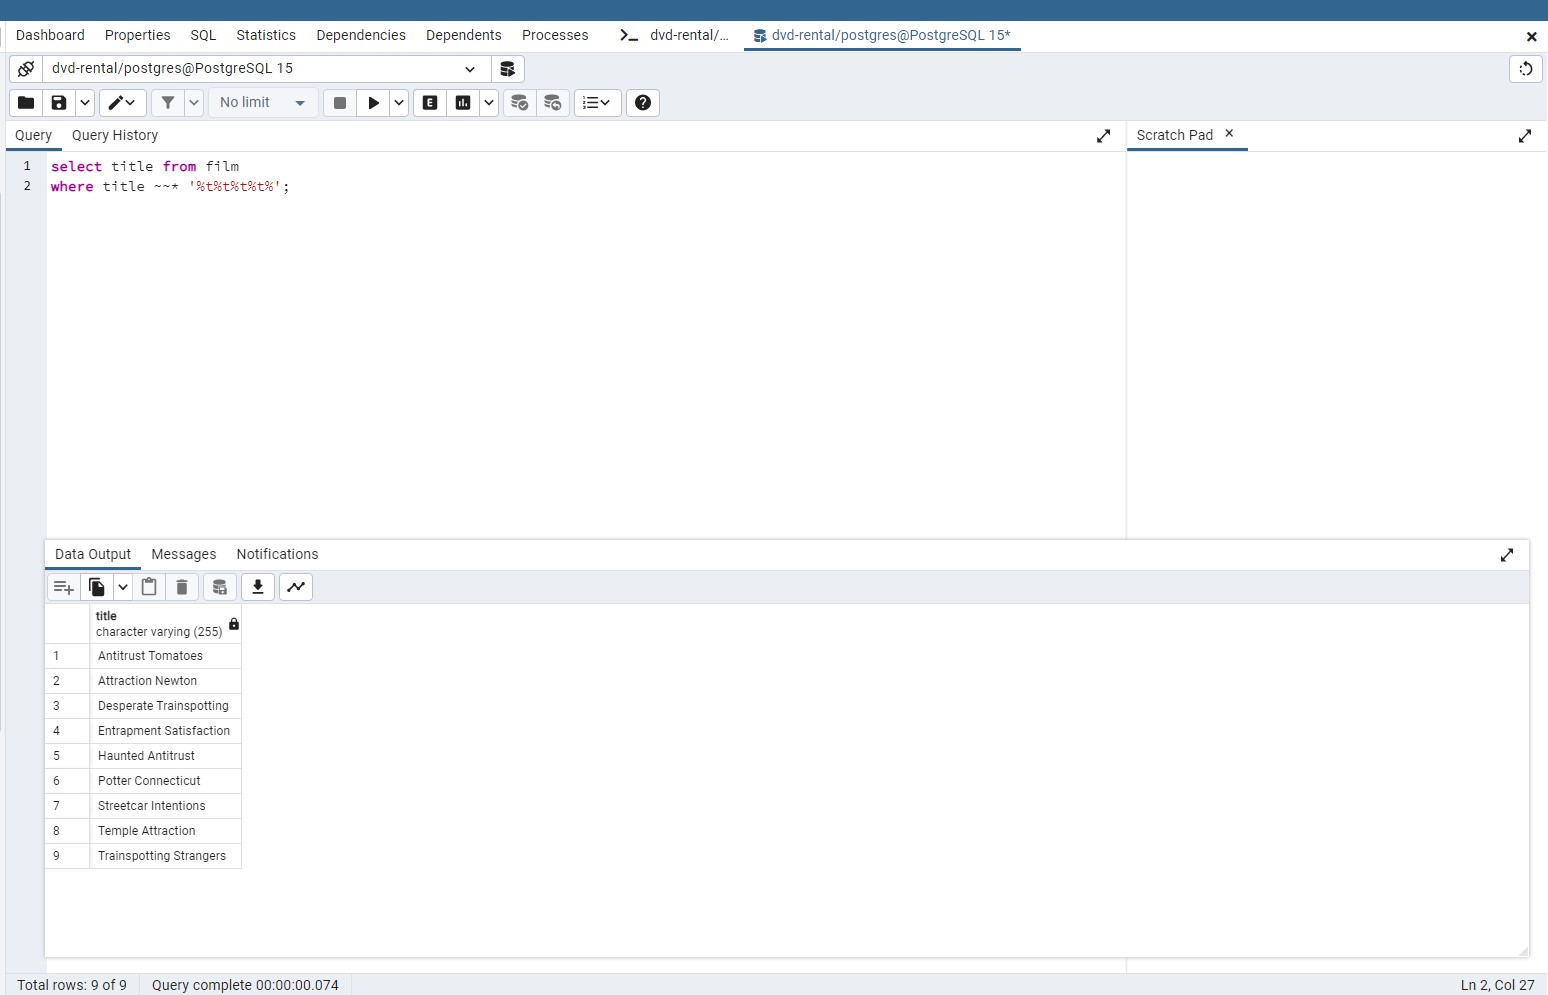 Dashboard Properties SQL Statistics Dependencies Dependents Processes dvd-rental/... dvd-rental/postgres@PostgreSQL 15*
dvd-rental/postgres@PostgreSQL 15
No limit E
Query Query History Scratch Pad
1 select title from film
2 where title ~~* '%t%t%t%t%';
Data Output Messages Notifications
title
character varying (255)
1 Antitrust Tomatoes
2 Attraction Newton
3 Desperate Trainspotting
4 Entrapment Satisfaction
5 Haunted Antitrust
6 Potter Connecticut
7 Streetcar Intentions
8 Temple Attraction
9 Trainspotting Strangers
Total rows: 9 of 9 Query complete 00:00:00.074 Ln 2, Col 27